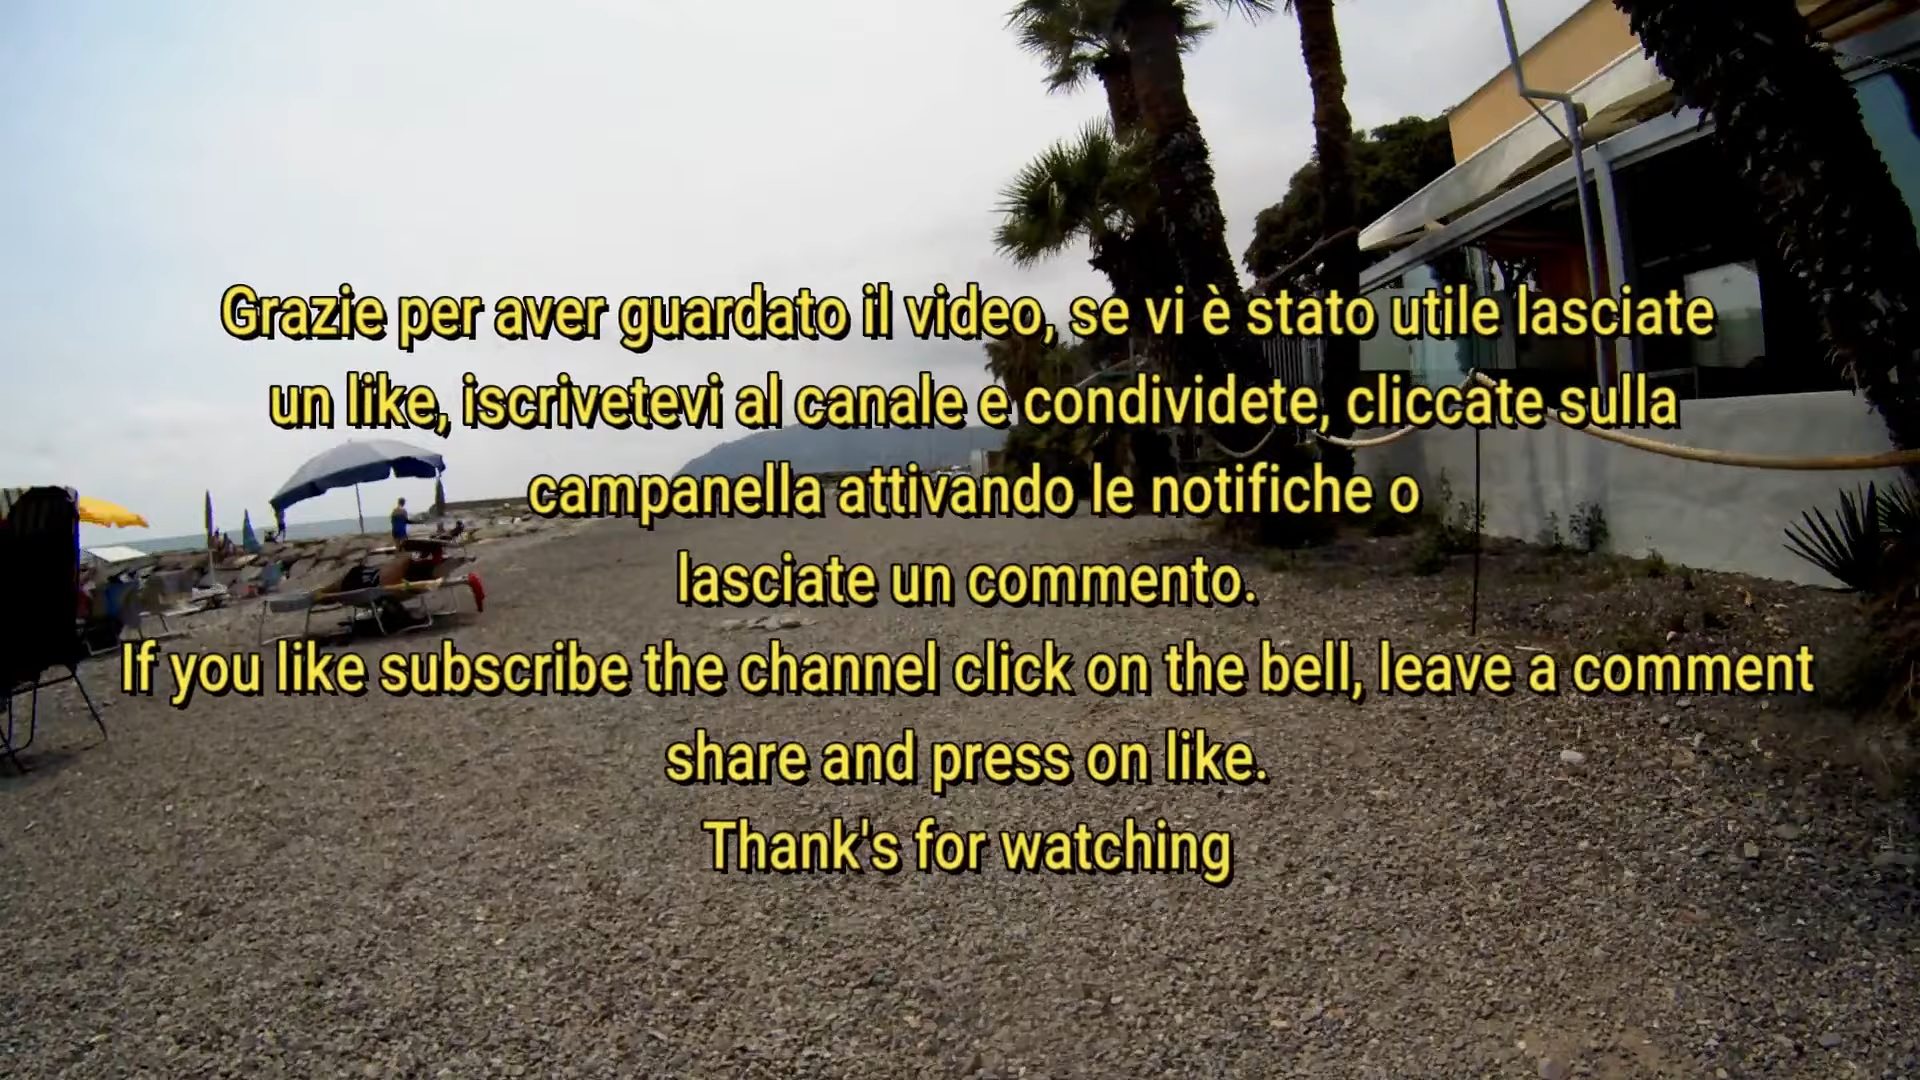 Grazie per aver guardato il video, se vi è stato utile lasciate
un like, iscrivetevi al canale e condividete, cliccate sulla
campanella attivando le notifiche o
lasciate un commento.
If you like subscribe the channel click on the bell, leave a comment
share and press on like.
Thank's for watching